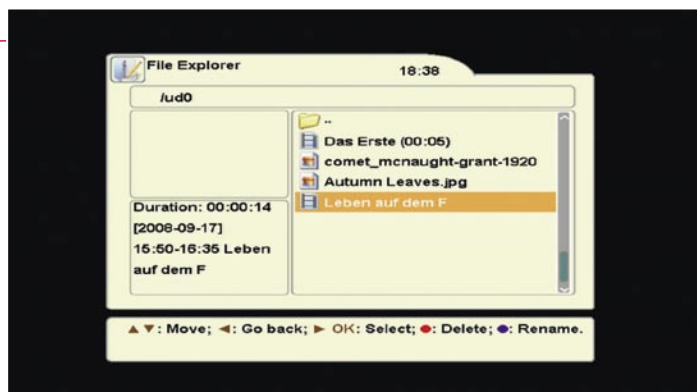 File Explorer
18:38
/ud0
..
Das Erste (00:05)
comet_mcnaught-grant-1920
Autumn Leaves.jpg
Leben auf dem F
Duration: 00:00:14
[2008-09-17]
15:50-16:35 Leben
auf dem F
▲▼: Move; ◄: Go back; ► OK: Select; ●: Delete; ●: Rename.